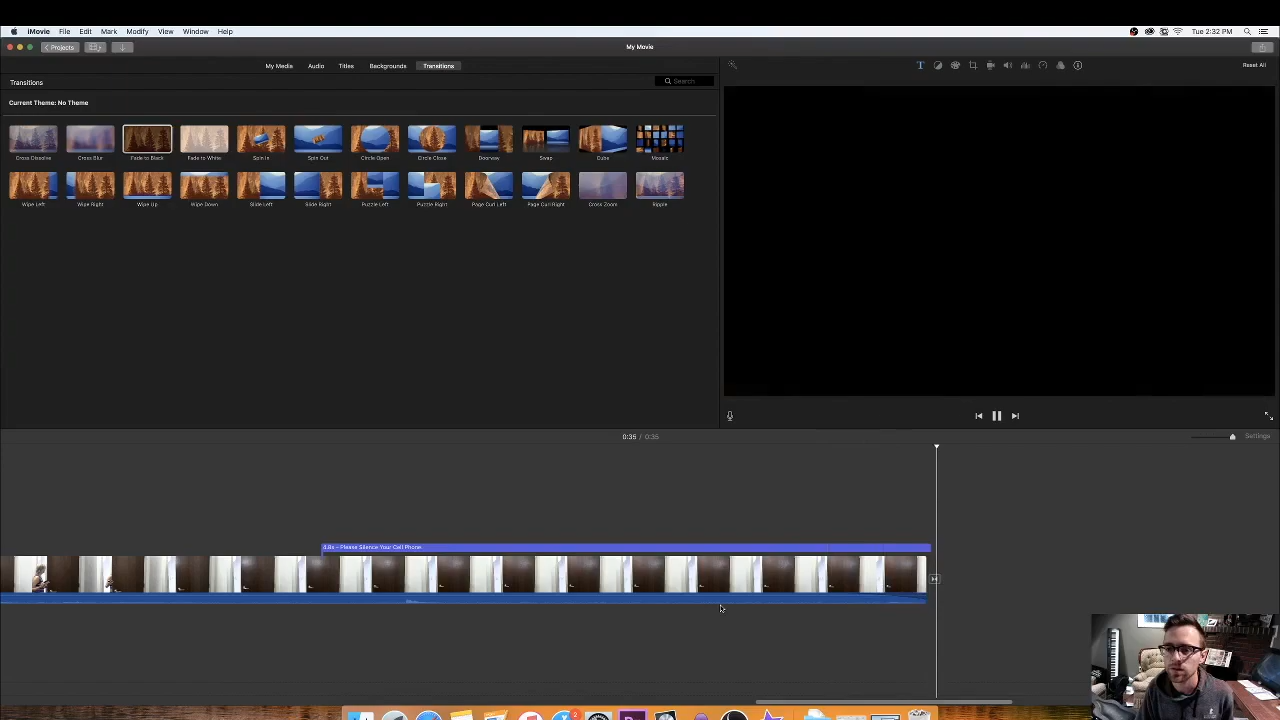 iMovie File Edit Mark Modify View Window Help Tue 2:32 PM
Projects My Movie
My Media Audio Titles Backgrounds Transitions Reset All
Transitions Search
Current Theme: No Theme
Cross Dissolve Cross Blur Fade to Black Fade to White Spin In Spin Out Circle Open Circle Close Doorway Swap Cube Mosaic
Wipe Left Wipe Right Wipe Up Wipe Down Slide Left Slide Right Puzzle Left Puzzle Right Page Curl Left Page Curl Right Cross Zoom Ripple
0:35 / 0:35 Settings
4.8s – Please Silence Your Cell Phone